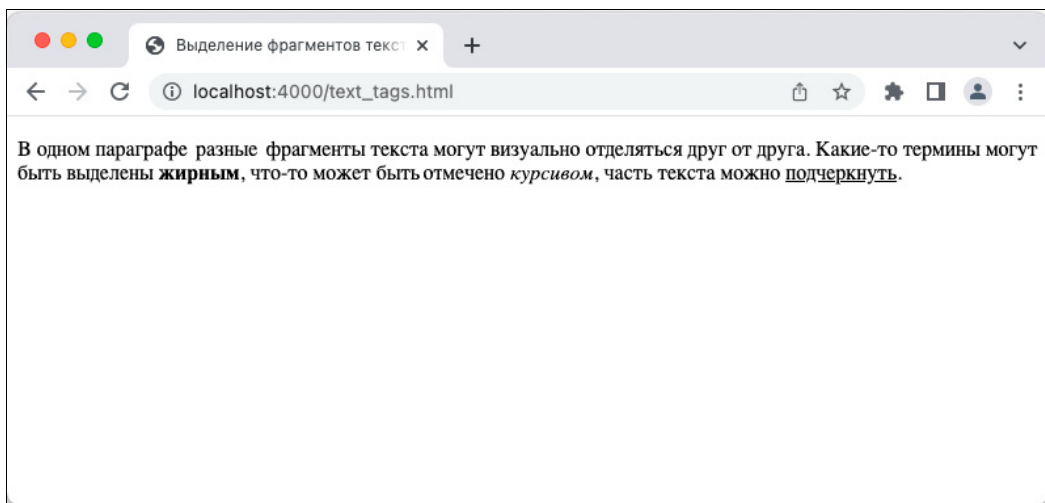 Выделение фрагментов текст
localhost:4000/text_tags.html
В одном параграфе разные фрагменты текста могут визуально отделяться друг от друга. Какие-то термины могут
быть выделены жирным, что-то может быть отмечено курсивом, часть текста можно подчеркнуть.